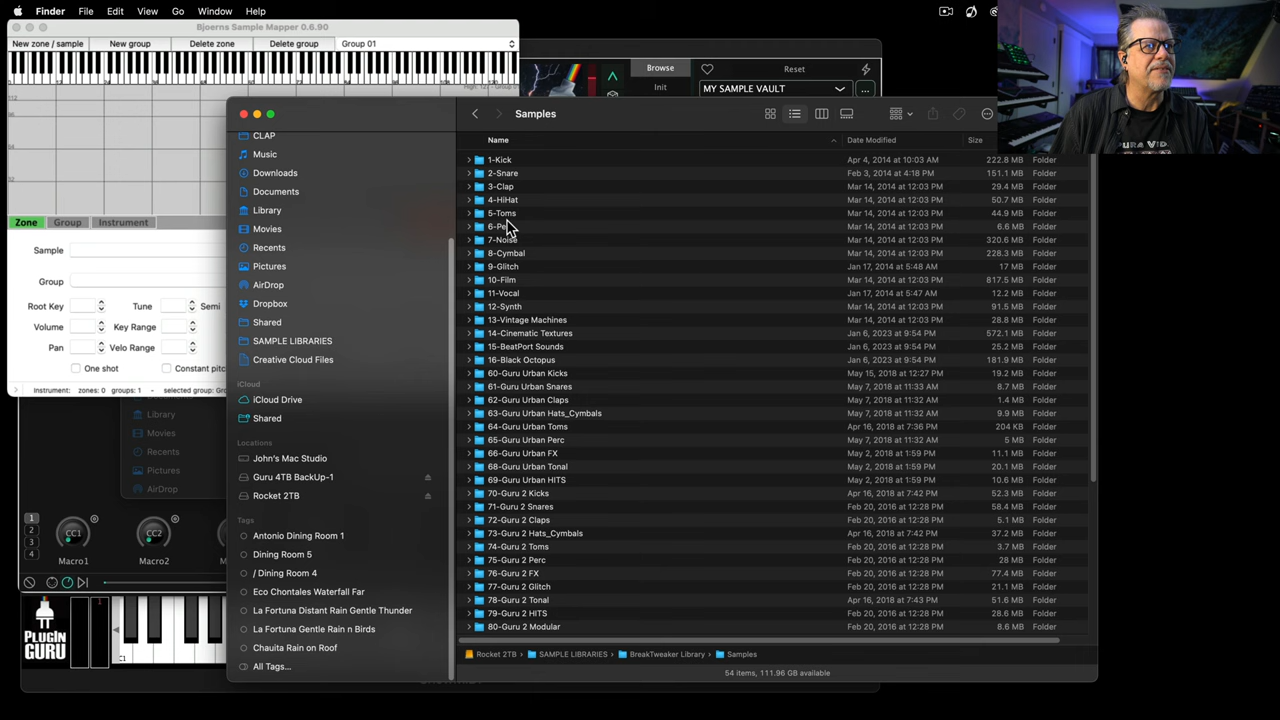 Finder File Edit View Go Window Help
Bjoerns Sample Mapper 0.6.90
New zone / sample New group Delete zone Delete group Group 01
Zone Group Instrument
Sample
Group
Root Key Tune Semi
Volume Key Range
Pan Velo Range
One shot Constant pitc
Instrument: zones: 0 groups: 1 - selected group: Gro
Browse Reset
Init MY SAMPLE VAULT ...
Samples
CLAP
Music
Downloads
Documents
Library
Movies
Recents
Pictures
AirDrop
Dropbox
Shared
SAMPLE LIBRARIES
Creative Cloud Files
iCloud
iCloud Drive
Shared
Locations
John's Mac Studio
Guru 4TB BackUp-1
Rocket 2TB
Tags
Antonio Dining Room 1
Dining Room 5
/ Dining Room 4
Eco Chontales Waterfall Far
La Fortuna Distant Rain Gentle Thunder
La Fortuna Gentle Rain n Birds
Chauita Rain on Roof
All Tags...
Name Date Modified Size Kind
1-Kick Apr 4, 2014 at 10:03 AM 222.8 MB Folder
2-Snare Feb 3, 2014 at 4:18 PM 151.1 MB Folder
3-Clap Mar 14, 2014 at 12:03 PM 29.4 MB Folder
4-HiHat Mar 14, 2014 at 12:03 PM 50.7 MB Folder
5-Toms Mar 14, 2014 at 12:03 PM 44.9 MB Folder
Mar 14, 2014 at 12:03 PM 6.6 MB Folder
7-Noise Mar 14, 2014 at 12:03 PM 320.6 MB Folder
8-Cymbal Mar 14, 2014 at 12:03 PM 228.3 MB Folder
9-Glitch Jan 17, 2014 at 5:48 AM 17 MB Folder
10-Film Mar 14, 2014 at 12:03 PM 817.5 MB Folder
11-Vocal Jan 17, 2014 at 5:47 AM 12.2 MB Folder
12-Synth Mar 14, 2014 at 12:03 PM 91.5 MB Folder
13-Vintage Machines Mar 14, 2014 at 12:03 PM 28.8 MB Folder
14-Cinematic Textures Jan 6, 2023 at 9:54 PM 572.1 MB Folder
15-BeatPort Sounds Jan 6, 2023 at 9:54 PM 225.2 MB Folder
16-Black Octopus Jan 6, 2023 at 9:54 PM 181.9 MB Folder
60-Guru Urban Kicks May 15, 2018 at 12:27 PM 19.2 MB Folder
61-Guru Urban Snares May 7, 2018 at 11:33 AM 8.7 MB Folder
62-Guru Urban Claps May 7, 2018 at 11:32 AM 1.4 MB Folder
63-Guru Urban Hats_Cymbals May 7, 2018 at 11:32 AM 9.9 MB Folder
64-Guru Urban Toms Apr 16, 2018 at 7:36 PM 204 KB Folder
65-Guru Urban Perc May 7, 2018 at 11:32 AM 5 MB Folder
66-Guru Urban FX May 2, 2018 at 1:59 PM 11.1 MB Folder
68-Guru Urban Tonal May 2, 2018 at 1:59 PM 20.1 MB Folder
69-Guru Urban HITS May 2, 2018 at 1:59 PM 10.6 MB Folder
70-Guru 2 Kicks Apr 16, 2018 at 7:42 PM 52.3 MB Folder
71-Guru 2 Snares Feb 20, 2016 at 12:28 PM 58.4 MB Folder
72-Guru 2 Claps Feb 20, 2016 at 12:28 PM 5.1 MB Folder
73-Guru 2 Hats_Cymbals Apr 16, 2018 at 7:42 PM 37.2 MB Folder
74-Guru 2 Toms Feb 20, 2016 at 12:28 PM 3.7 MB Folder
75-Guru 2 Perc Feb 20, 2016 at 12:28 PM 28 MB Folder
76-Guru 2 FX Feb 20, 2016 at 12:28 PM 77.4 MB Folder
77-Guru 2 Glitch Feb 20, 2016 at 12:28 PM 21.1 MB Folder
78-Guru 2 Tonal Apr 16, 2018 at 7:43 PM 51.6 MB Folder
79-Guru 2 HITS Feb 20, 2016 at 12:28 PM 28.6 MB Folder
80-Guru 2 Modular Feb 20, 2016 at 12:28 PM 8.6 MB Folder
Rocket 2TB › SAMPLE LIBRARIES › BreakTweaker Library › Samples
54 items, 111.96 GB available
Library
Movies
Recents
Pictures
AirDrop
1
2
3
4
CC1 CC2
Macro1 Macro2
PLUGIN
GURU
C1
PURA VIDA